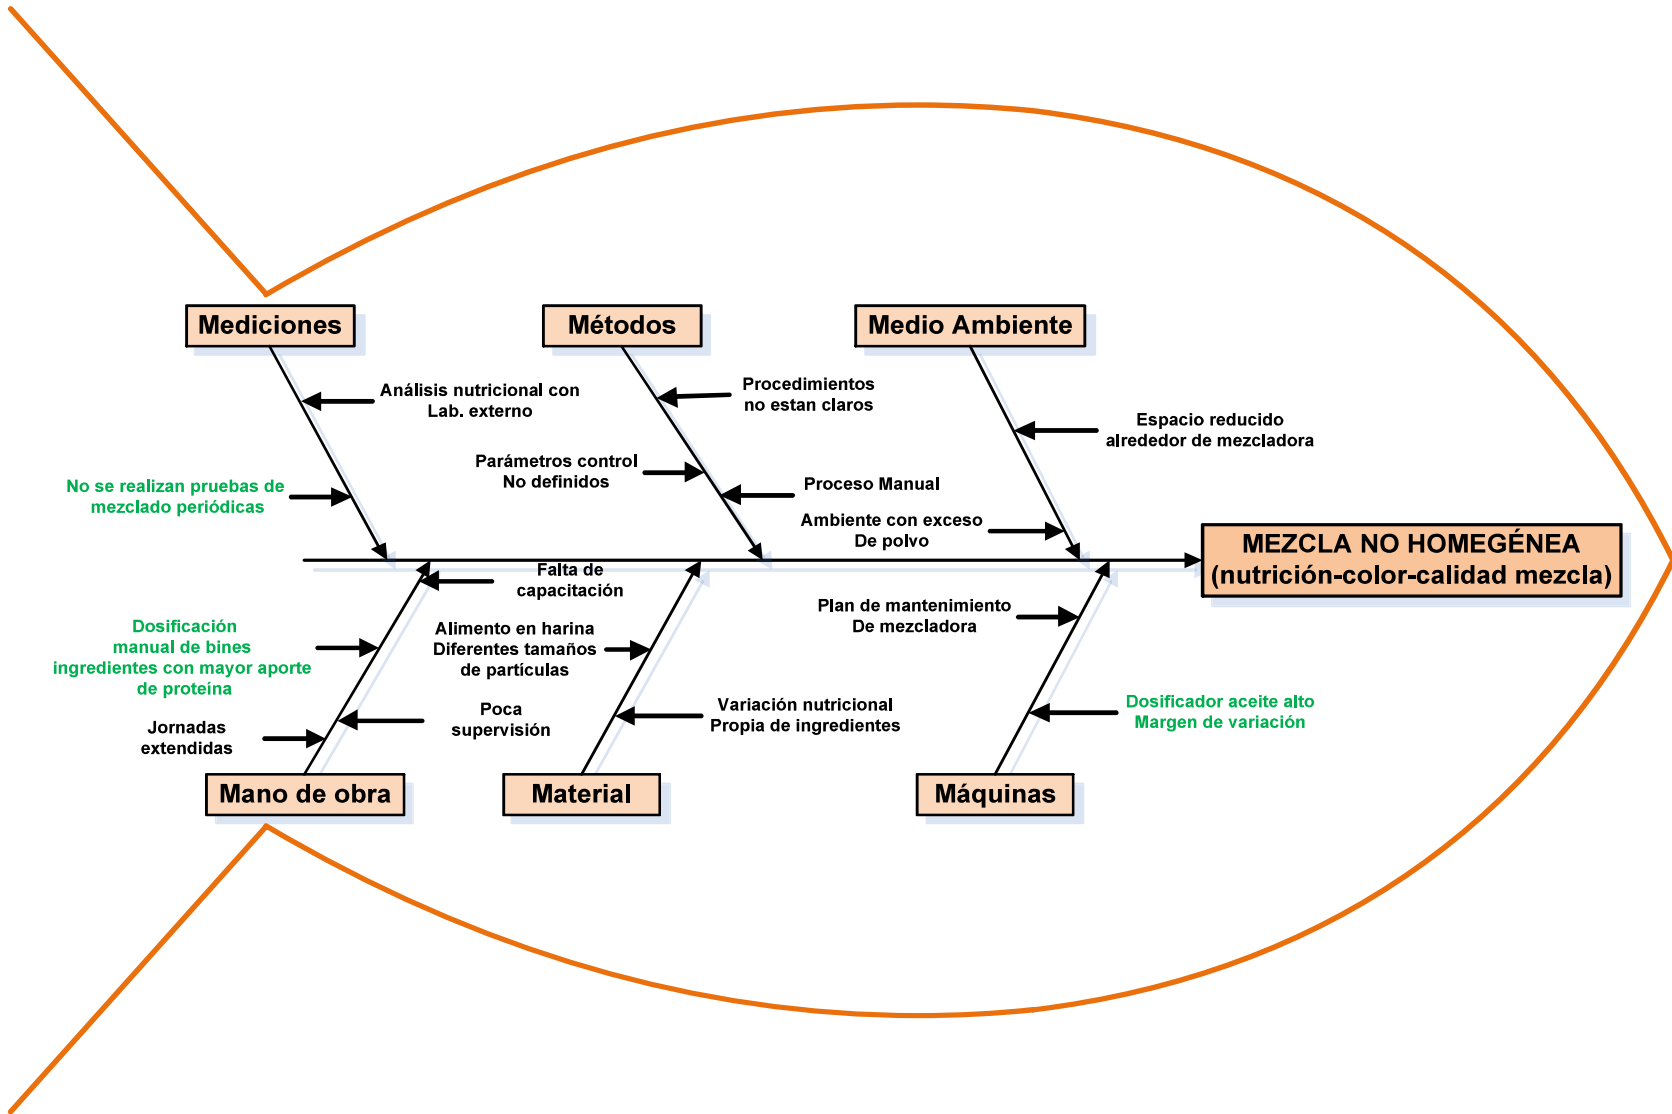 Mediciones
Métodos
Medio Ambiente
Análisis nutricional con
Lab. externo
Procedimientos
no estan claros
Espacio reducido
alrededor de mezcladora
Parámetros control
No definidos
No se realizan pruebas de
mezclado periódicas
Proceso Manual
Ambiente con exceso
De polvo
MEZCLA NO HOMEGÉNEA
(nutrición-color-calidad mezcla)
Falta de
capacitación
Plan de mantenimiento
De mezcladora
Dosificación
manual de bines
ingredientes con mayor aporte
de proteína
Alimento en harina
Diferentes tamaños
de partículas
Variación nutricional
Propia de ingredientes
Dosificador aceite alto
Margen de variación
Poca
supervisión
Jornadas
extendidas
Mano de obra
Material
Máquinas